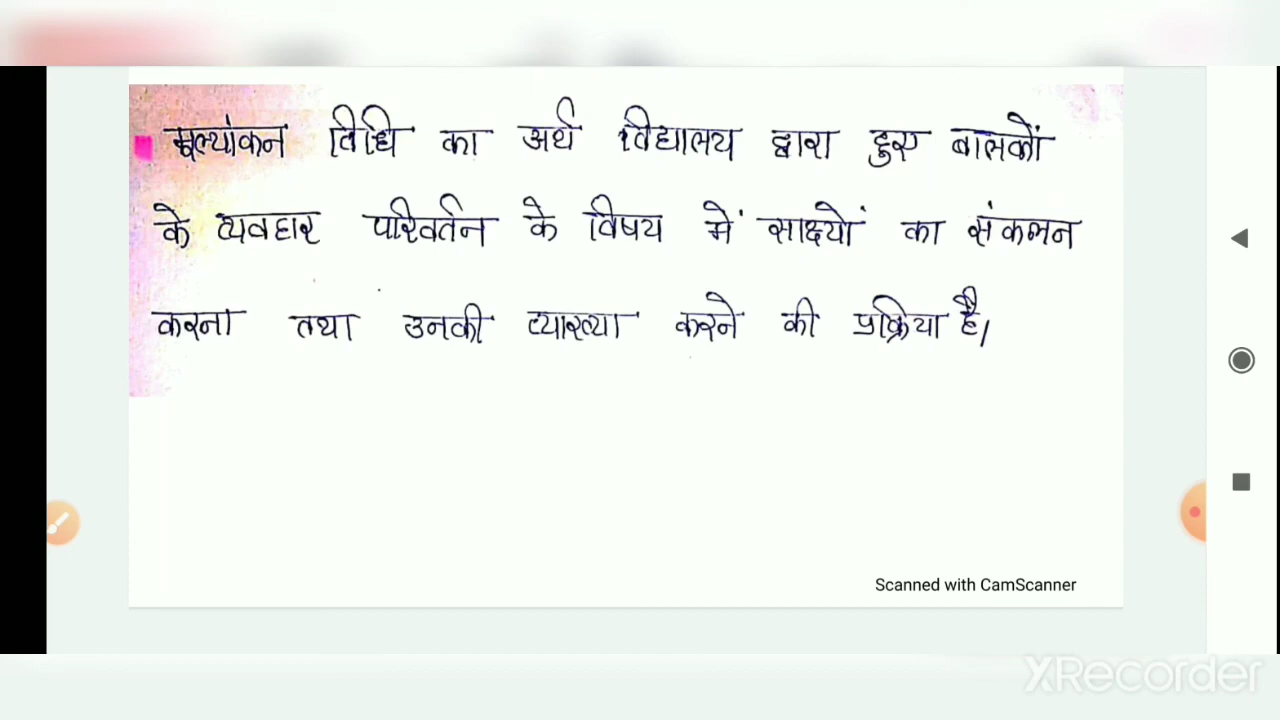 मूल्यांकन विधि का अर्थ विद्यालय द्वारा हुए बालकों
के व्यवहार परिवर्तन के विषय में साक्ष्यों का संकलन
करना तथा उनकी व्याख्या करने की प्रक्रिया है।
Scanned with CamScanner
XRecorder